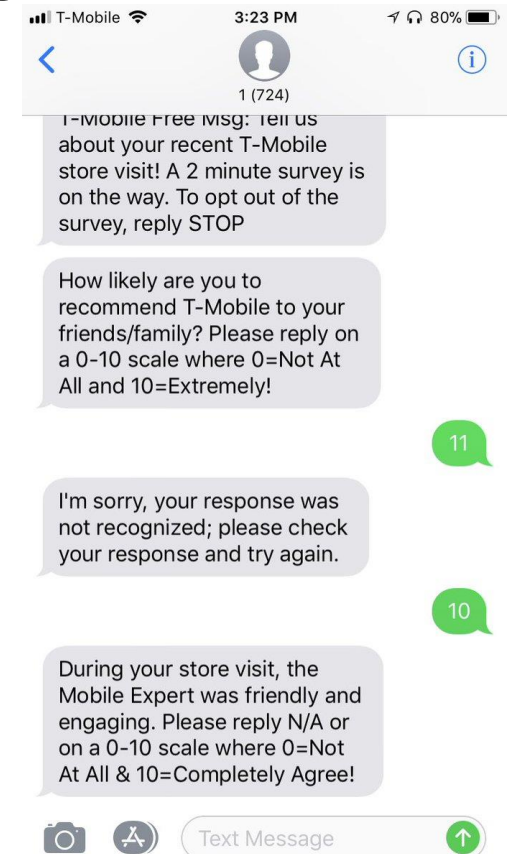 T-Mobile
3:23 PM
80%
1 (724)
T-Mobile Free Msg: Tell us
about your recent T-Mobile
store visit! A 2 minute survey is
on the way. To opt out of the
survey, reply STOP
How likely are you to
recommend T-Mobile to your
friends/family? Please reply on
a 0-10 scale where 0=Not At
All and 10=Extremely!
11
I'm sorry, your response was
not recognized; please check
your response and try again.
10
During your store visit, the
Mobile Expert was friendly and
engaging. Please reply N/A or
on a 0-10 scale where 0=Not
At All & 10=Completely Agree!
Text Message